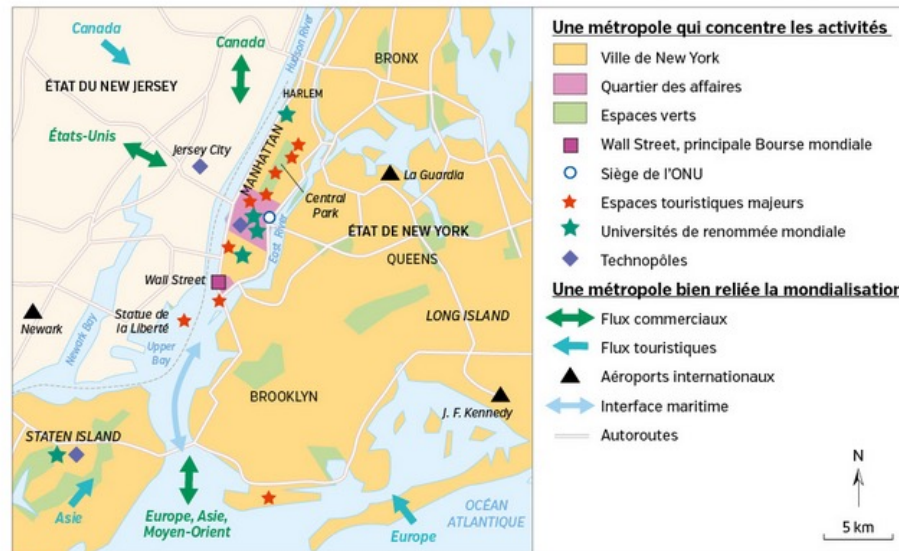 Canada
Canada
Hudson River
BRONX
ÉTAT DU NEW JERSEY
HARLEM
États-Unis
Jersey City
MANHATTAN
La Guardia
Central
Park
East River
ÉTAT DE NEW YORK
QUEENS
Wall Street
Statue de
la Liberté
Newark
Newark Bay
Upper
Bay
LONG ISLAND
BROOKLYN
J. F. Kennedy
STATEN ISLAND
Asie
Europe, Asie,
Moyen-Orient
Europe
OCÉAN
ATLANTIQUE
Une métropole qui concentre les activités
Ville de New York
Quartier des affaires
Espaces verts
Wall Street, principale Bourse mondiale
Siège de l'ONU
Espaces touristiques majeurs
Universités de renommée mondiale
Technopôles
Une métropole bien reliée la mondialisation
Flux commerciaux
Flux touristiques
Aéroports internationaux
Interface maritime
Autoroutes
N
5 km